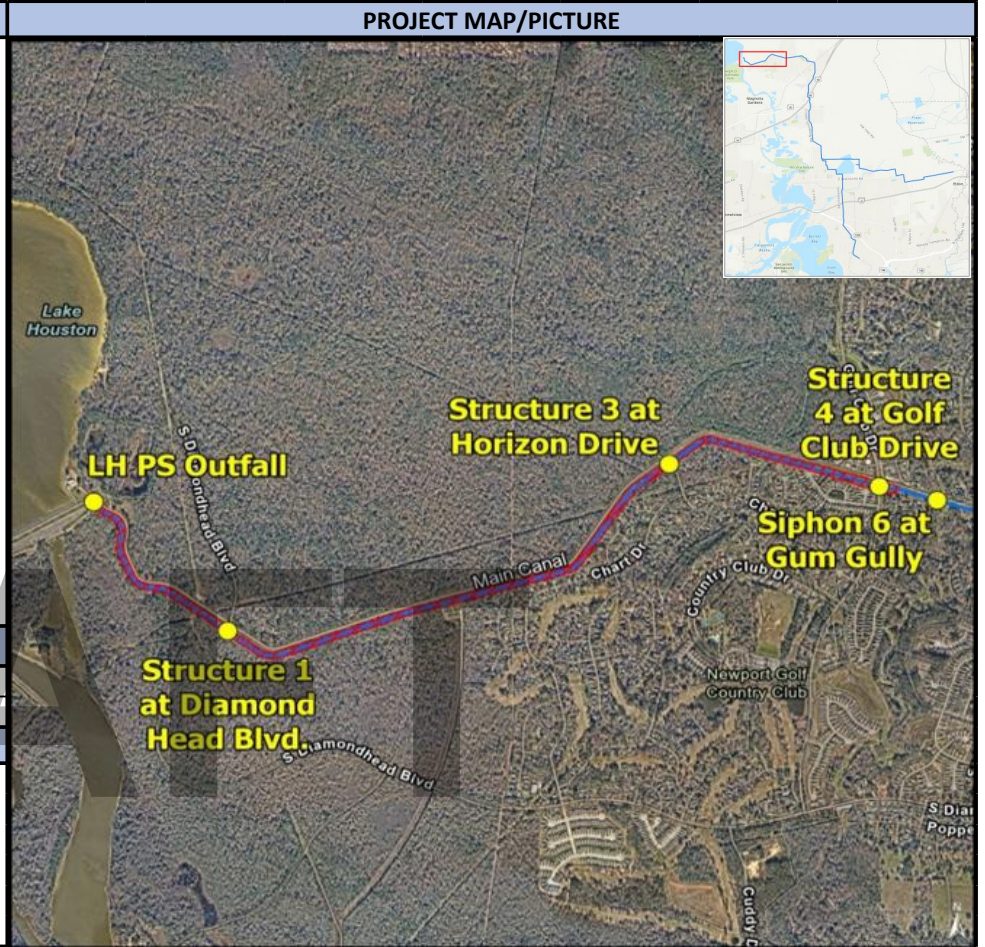 PROJECT MAP/PICTURE
Lake
Houston
LH PS Outfall
S Diamondhead Blvd
Structure 3 at
Horizon Drive
Structure
4 at Golf
Club Drive
Siphon 6 at
Gum Gully
Main Canal
Chart Dr
Country Club Dr
Structure 1
at Diamond
Head Blvd.
S Diamondhead Blvd
Newport Golf
Country Club
S Diam
Poppe
Cuddy D
N